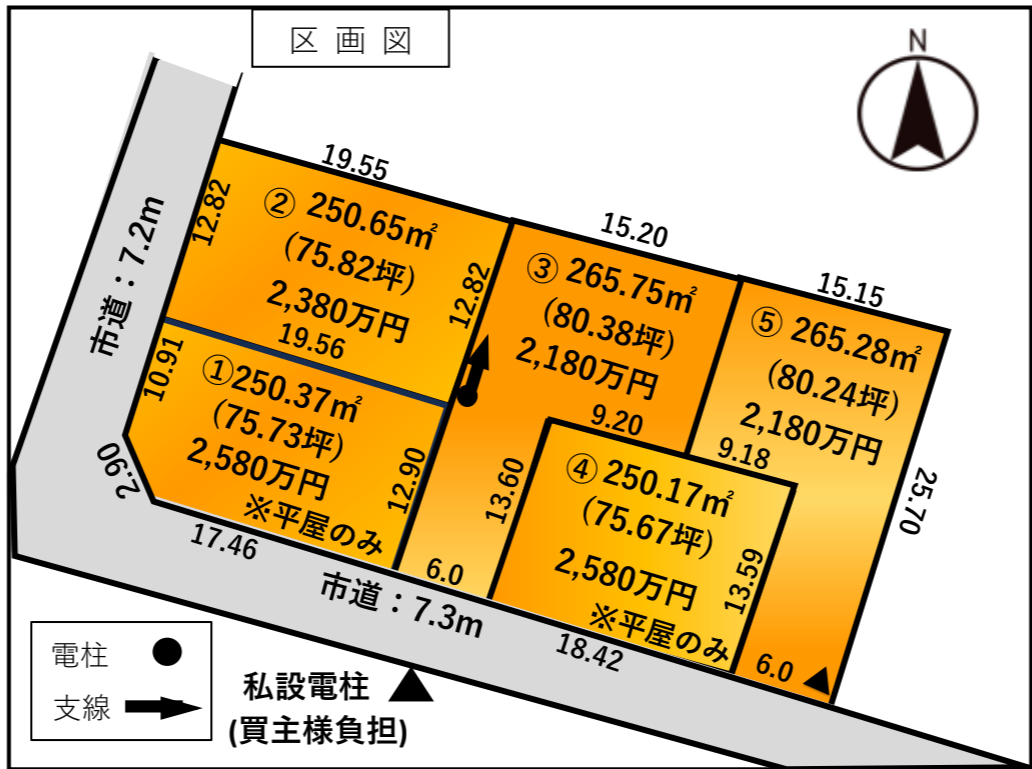 区画図
N
19.55
② 250.65㎡
(75.82坪)
2,380万円
12.82
12.82
19.56
15.20
③ 265.75㎡
(80.38坪)
2,180万円
9.20
15.15
⑤ 265.28㎡
(80.24坪)
2,180万円
9.18
25.70
市道：7.2m
10.91
①250.37㎡
(75.73坪)
2,580万円
※平屋のみ
12.90
2.90
17.46
13.60
6.0
④ 250.17㎡
(75.67坪)
2,580万円
※平屋のみ
13.59
18.42
6.0
市道：7.3m
電柱
支線
私設電柱
(買主様負担)